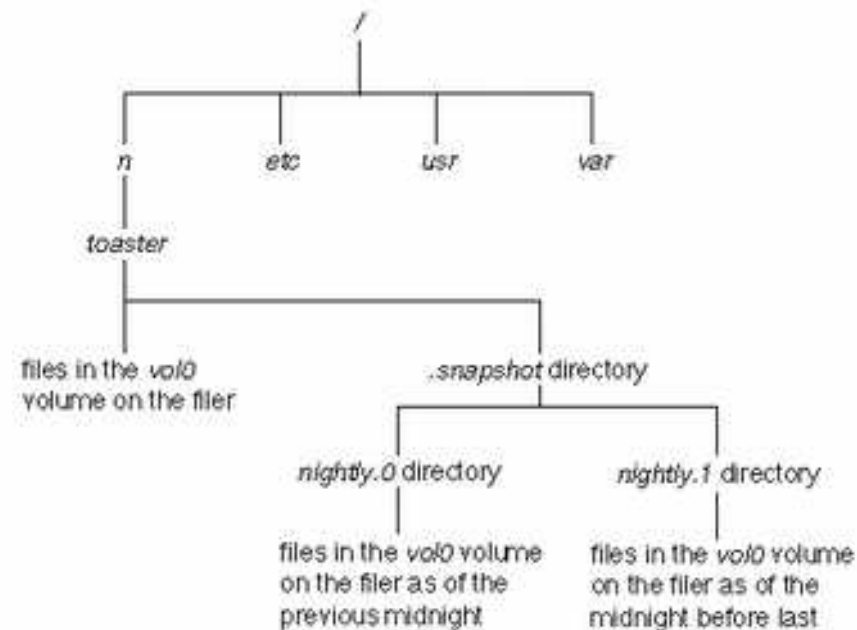 /
n
etc
usr
var
toaster
files in the vol0
volume on the filer
.snapshot directory
nightly.0 directory
nightly.1 directory
files in the vol0 volume
on the filer as of the
previous midnight
files in the vol0 volume
on the filer as of the
midnight before last